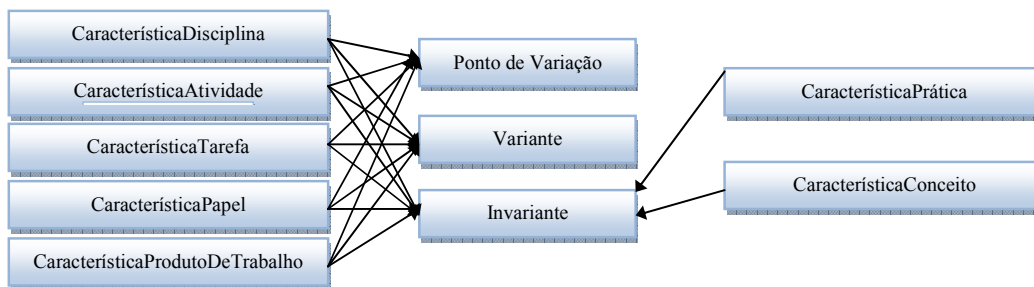 CaracterísticaDisciplina
CaracterísticaAtividade
CaracterísticaTarefa
CaracterísticaPapel
CaracterísticaProdutoDeTrabalho
Ponto de Variação
Variante
Invariante
CaracterísticaPrática
CaracterísticaConceito